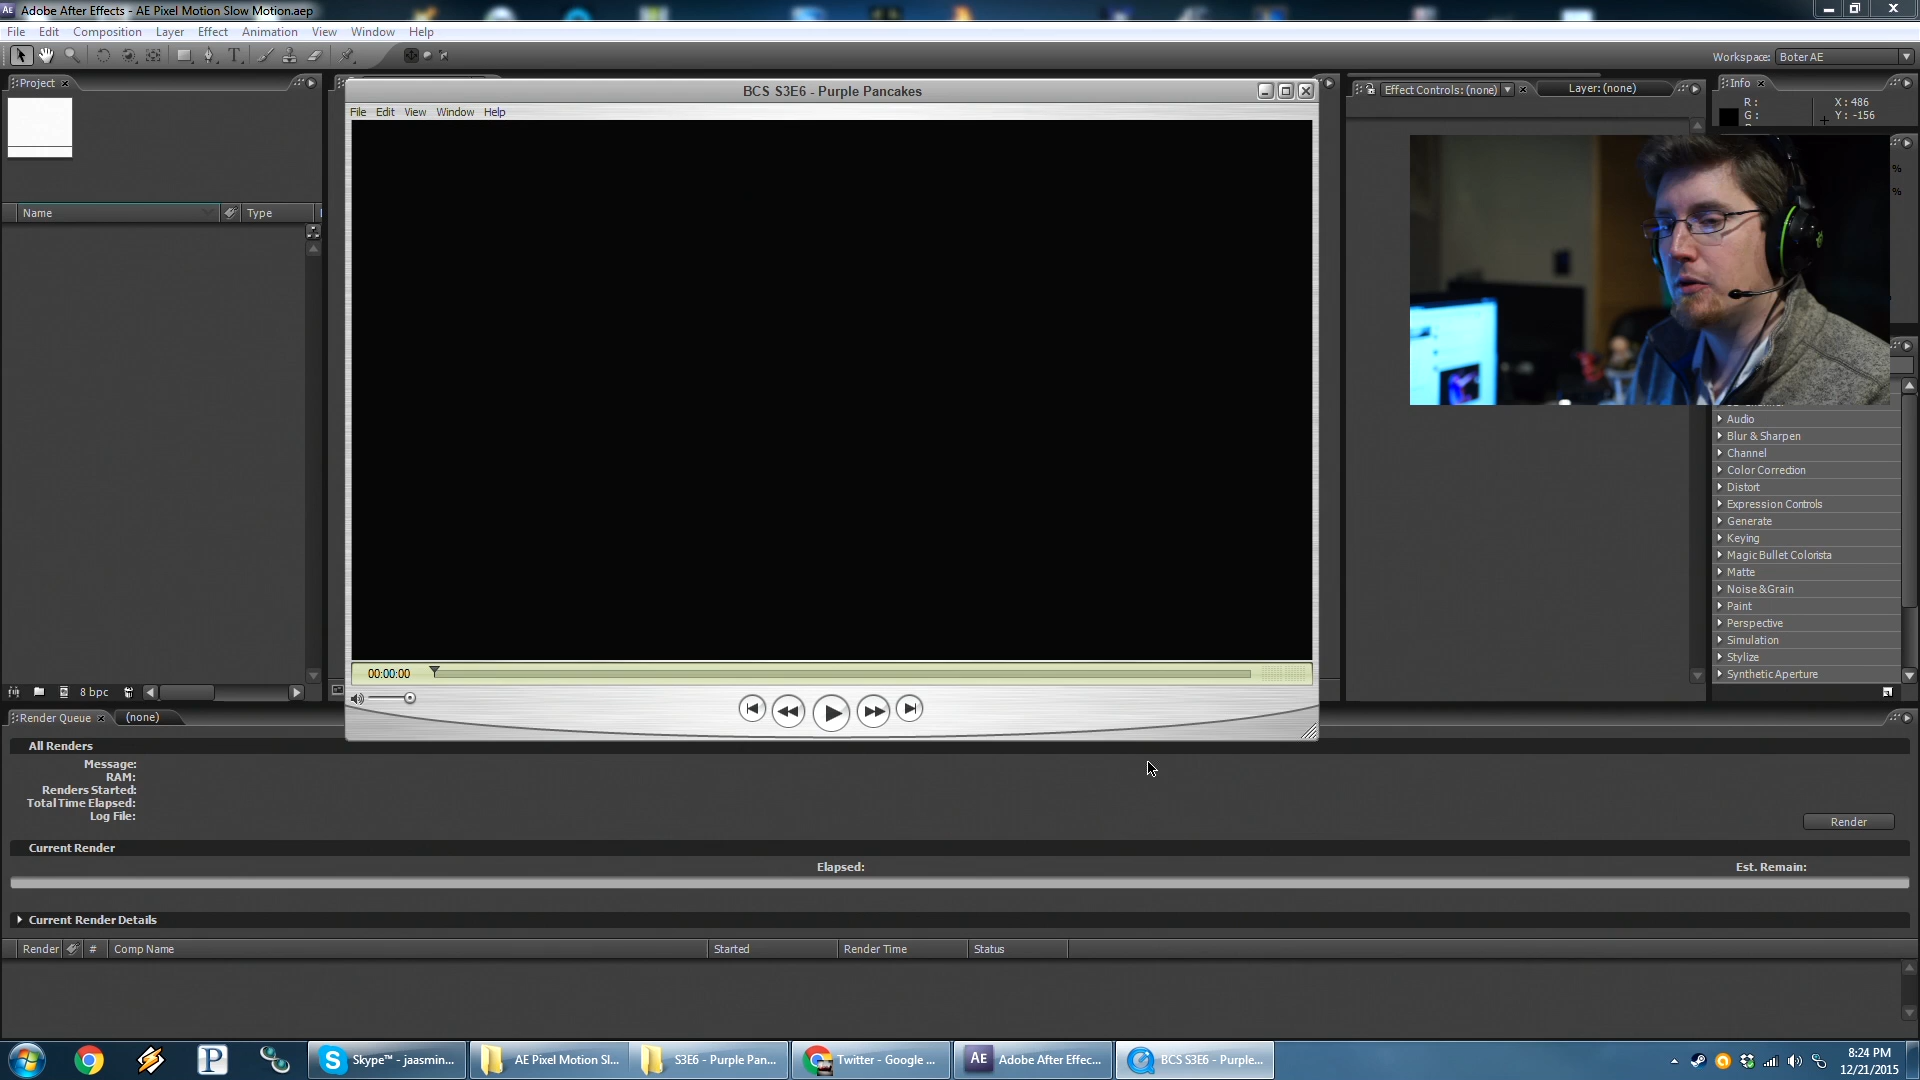 Adobe After Effects - AE Pixel Motion Slow Motion.aep
File Edit Composition Layer Effect Animation View Window Help
Workspace: BoterAE
Project
BCS S3E6 - Purple Pancakes
File Edit View Window Help
Effect Controls: (none)
Layer: (none)
Info
R:
G:
X: 486
Y: -156
%
%
Name Type
Audio
Blur & Sharpen
Channel
Color Correction
Distort
Expression Controls
Generate
Keying
Magic Bullet Colorista
Matte
Noise & Grain
Paint
Perspective
Simulation
Stylize
Synthetic Aperture
00:00:00
8 bpc
Render Queue
(none)
All Renders
Message:
RAM:
Renders Started:
Total Time Elapsed:
Log File:
Render
Current Render
Elapsed:
Est. Remain:
Current Render Details
Render # Comp Name Started Render Time Status
Skype™ - jaasmin...
AE Pixel Motion Sl...
S3E6 - Purple Pan...
Twitter - Google ...
AE Adobe After Effec...
BCS S3E6 - Purple...
8:24 PM
12/21/2015